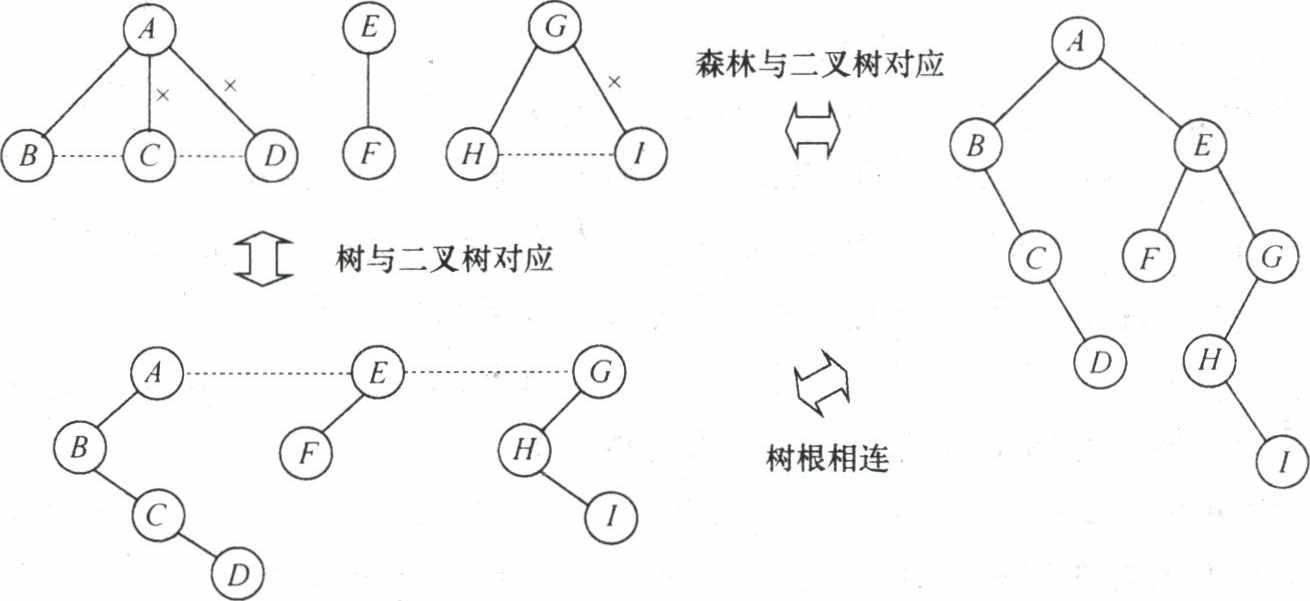 A E G
× × ×
B C D F H I
森林与二叉树对应
A
B E
C F G
D H
I
树与二叉树对应
A E G
B F H
C I
D
树根相连